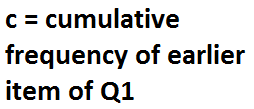 c = cumulative
frequency of earlier
item of Q1